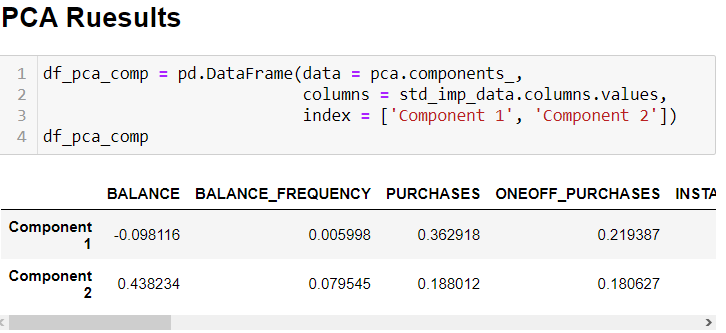 PCA Ruesults
1 df_pca_comp = pd.DataFrame(data = pca.components_,
2 columns = std_imp_data.columns.values,
3 index = ['Component 1', 'Component 2'])
4 df_pca_comp
BALANCE BALANCE_FREQUENCY PURCHASES ONEOFF_PURCHASES INSTA
Component
1 -0.098116 0.005998 0.362918 0.219387
Component
2 0.438234 0.079545 0.188012 0.180627